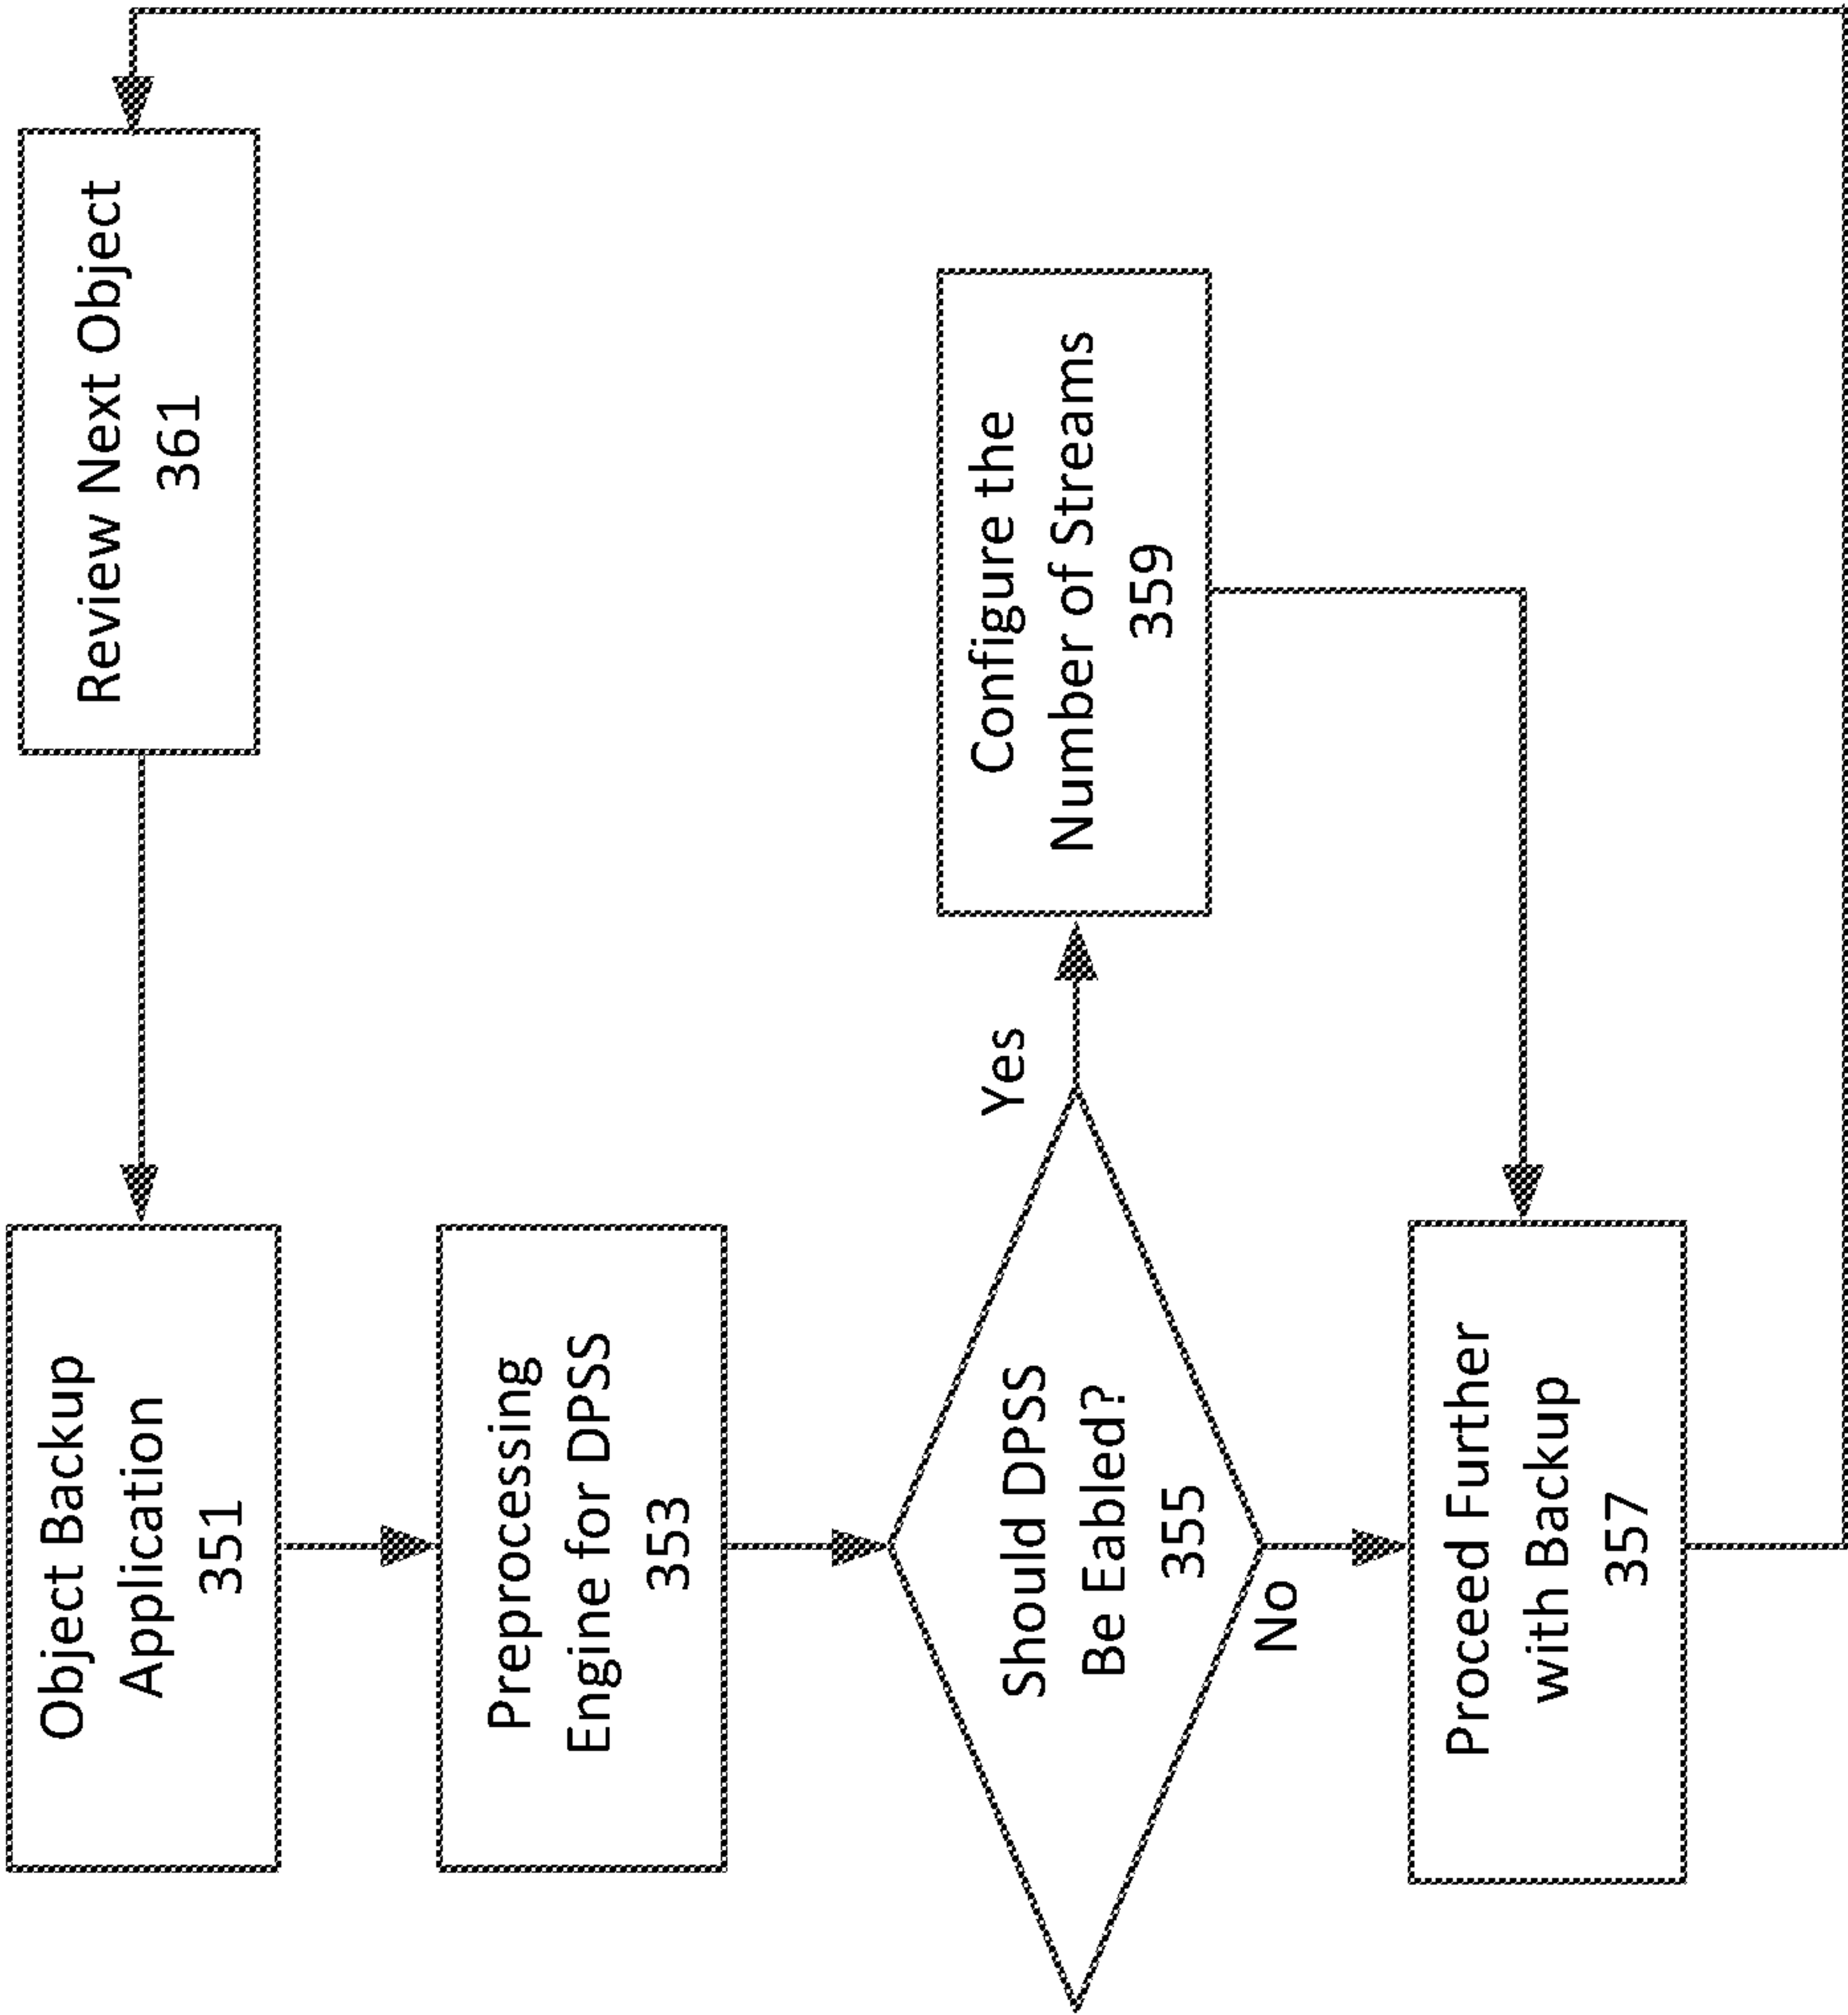 Object Backup
Application
351
Preprocessing
Engine for DPSS
353
Should DPSS
Be Eabled?
355
Yes
No
Configure the
Number of Streams
359
Proceed Further
with Backup
357
Review Next Object
361